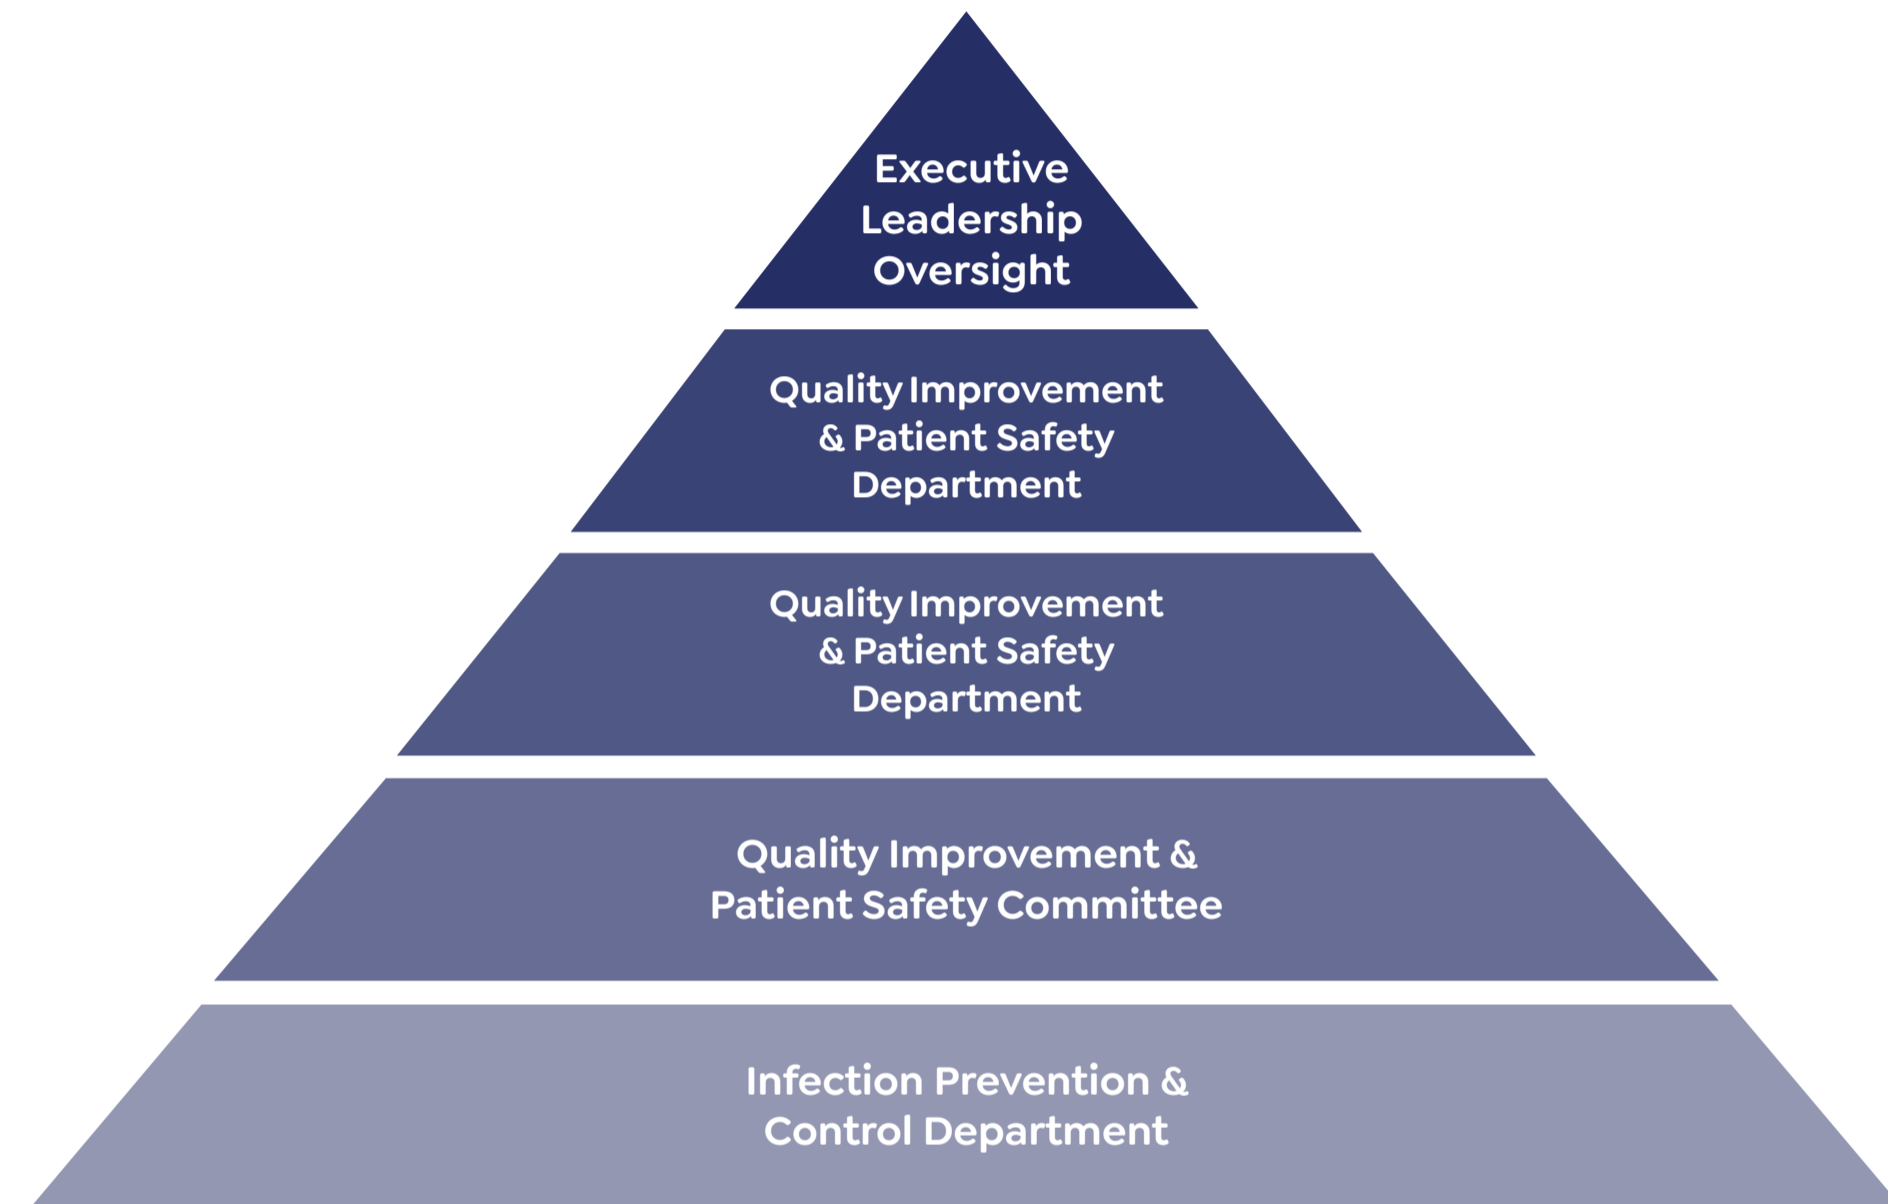 Executive
Leadership
Oversight
Quality Improvement
& Patient Safety
Department
Quality Improvement
& Patient Safety
Department
Quality Improvement &
Patient Safety Committee
Infection Prevention &
Control Department